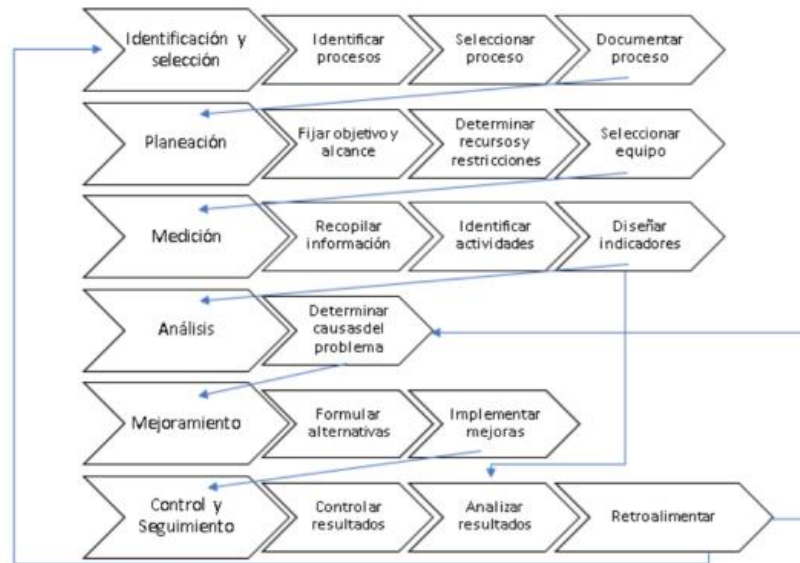 Identificación y
selección
Identificar
procesos
Seleccionar
proceso
Documentar
proceso
Planeación
Fijar objetivo y
alcance
Determinar
recursos y
restricciones
Seleccionar
equipo
Medición
Recopilar
información
Identificar
actividades
Diseñar
indicadores
Análisis
Determinar
causas del
problema
Mejoramiento
Formular
alternativas
Implementar
mejoras
Control y
Seguimiento
Controlar
resultados
Analizar
resultados
Retroalimentar